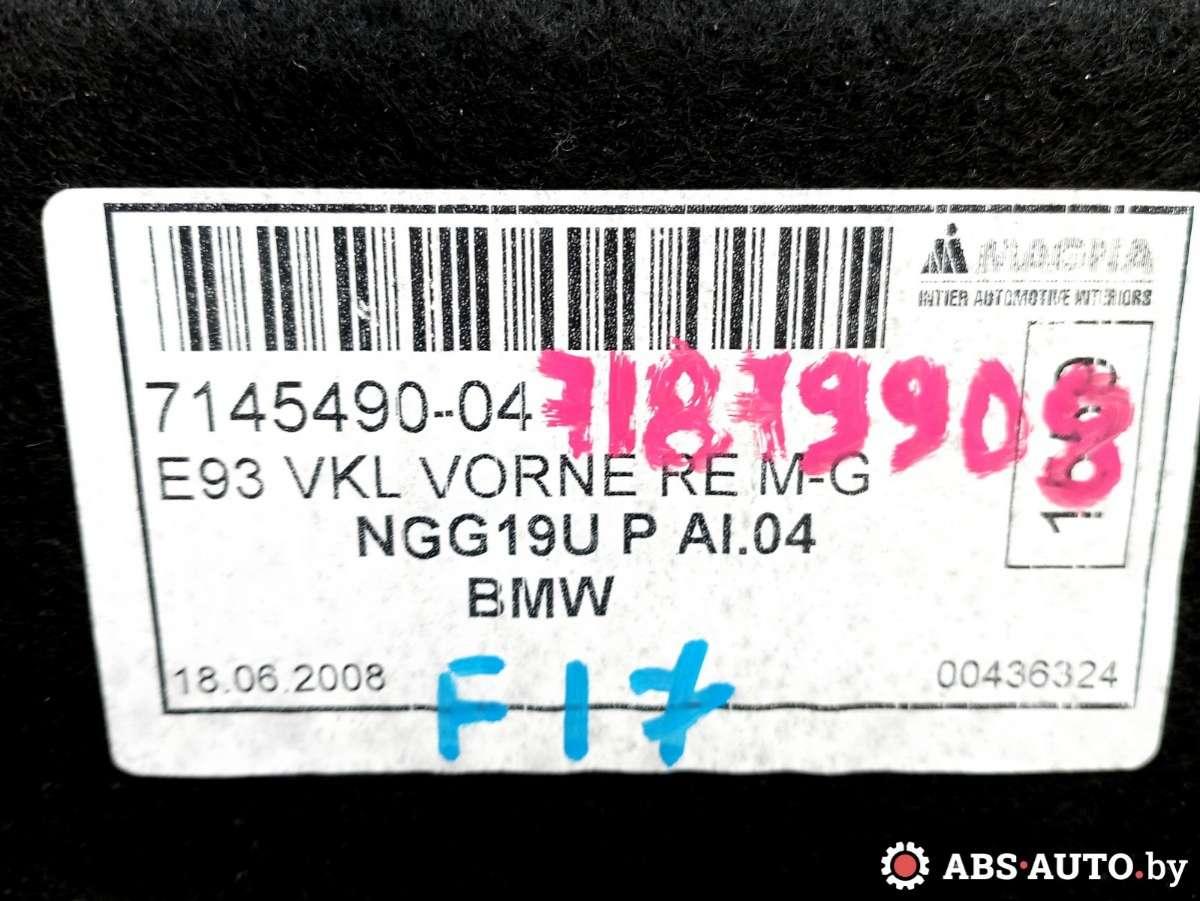 MAGNA
INTIER AUTOMOTIVE INTERIORS
7145490-04
71879908
E93 VKL VORNE RE M-G
NGG19U P AI.04
BMW
F17
18.06.2008
00436324
ABS-AUTO.by